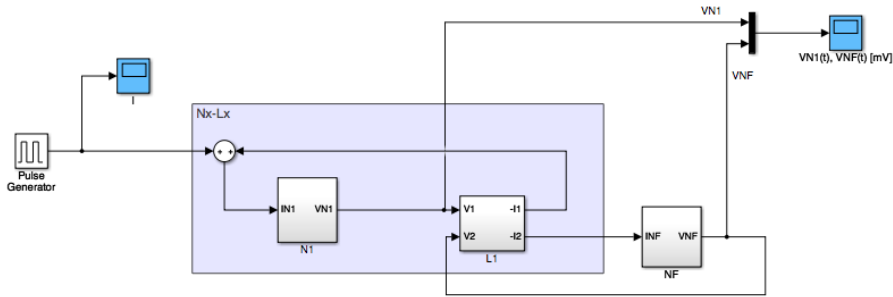 VN1
VN1(t), VNF(t) [mV]
VNF
I
Nx-Lx
Pulse
Generator
+ +
IN1 VN1
N1
V1 -I1
V2 -I2
L1
INF VNF
NF